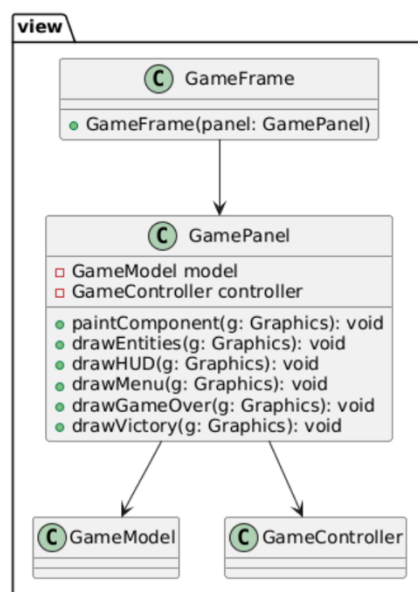 view
C GameFrame
GameFrame(panel: GamePanel)
C GamePanel
GameModel model
GameController controller
paintComponent(g: Graphics): void
drawEntities(g: Graphics): void
drawHUD(g: Graphics): void
drawMenu(g: Graphics): void
drawGameOver(g: Graphics): void
drawVictory(g: Graphics): void
C GameModel
C GameController